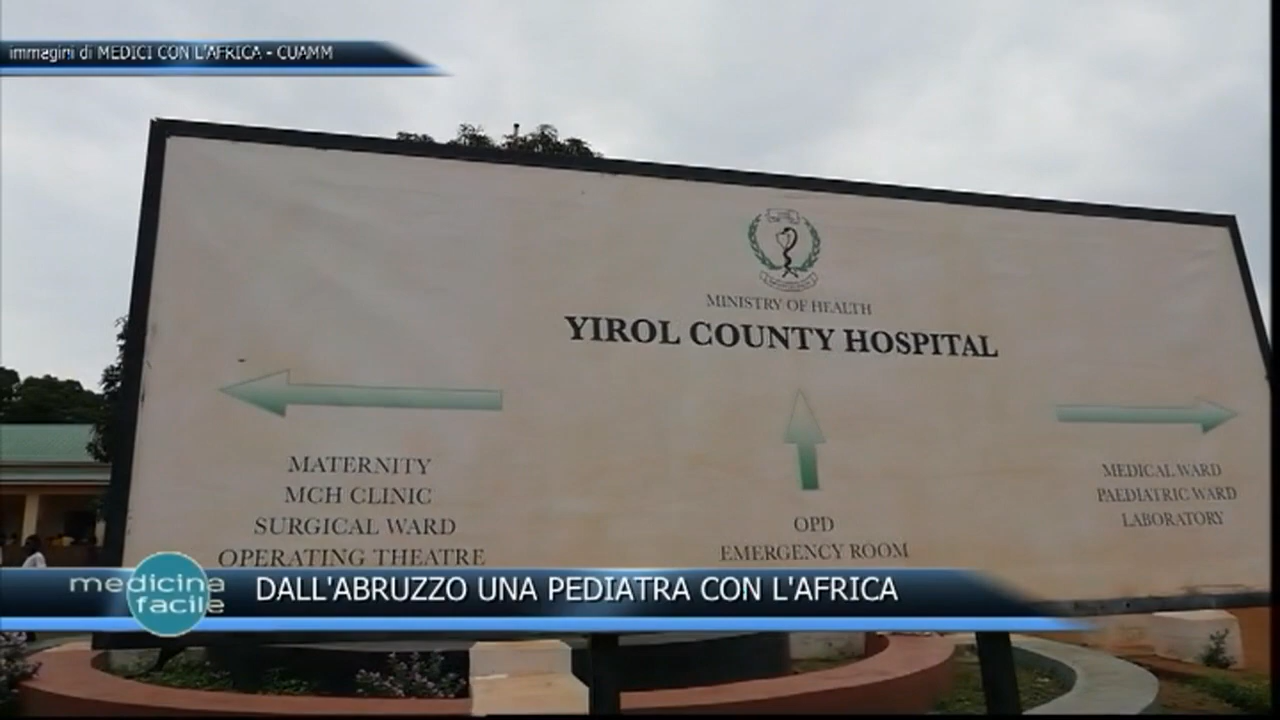 immagini di MEDICI CON L'AFRICA - CUAMM
MINISTRY OF HEALTH
YIROL COUNTY HOSPITAL
MATERNITY
MCH CLINIC
SURGICAL WARD
OPERATING THEATRE
OPD
EMERGENCY ROOM
MEDICAL WARD
PAEDIATRIC WARD
LABORATORY
medicina
facile
DALL'ABRUZZO UNA PEDIATRA CON L'AFRICA